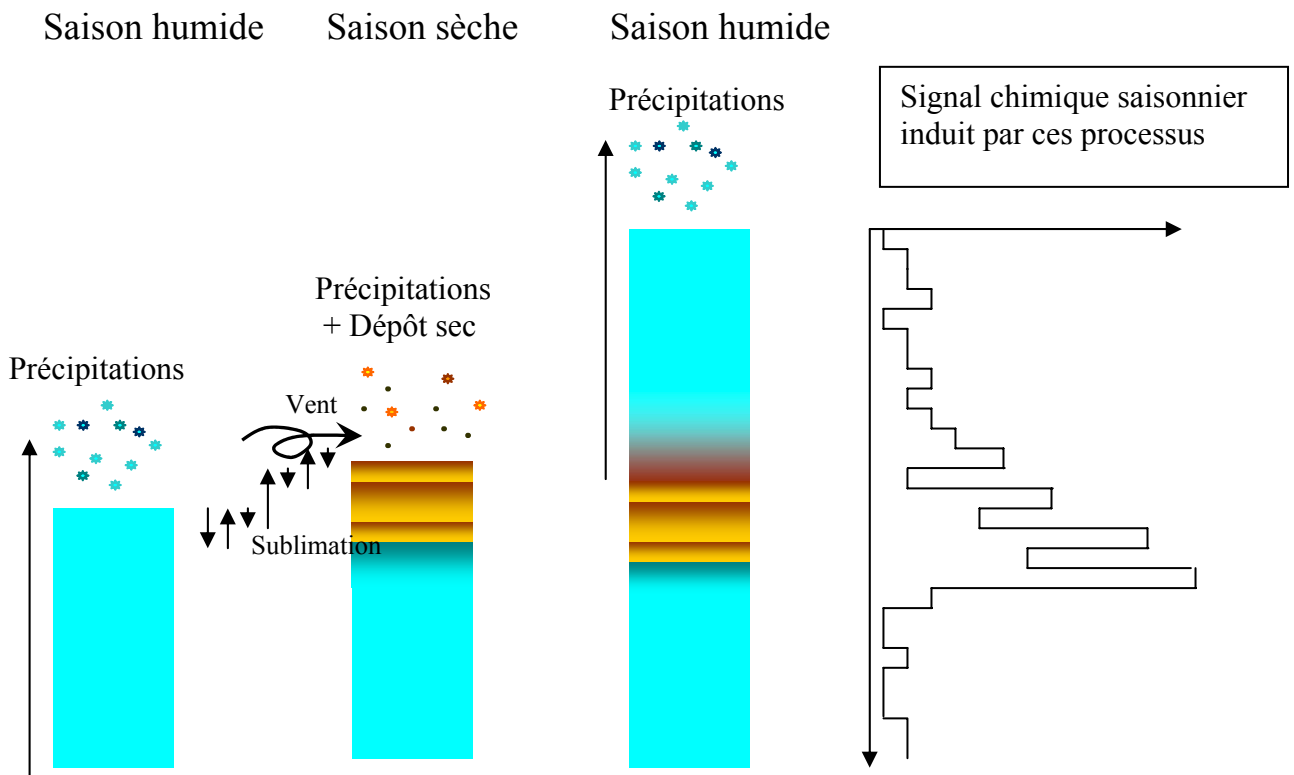 Saison humide
Saison sèche
Saison humide
Précipitations
Signal chimique saisonnier
induit par ces processus
Précipitations
+ Dépôt sec
Précipitations
Vent
Sublimation